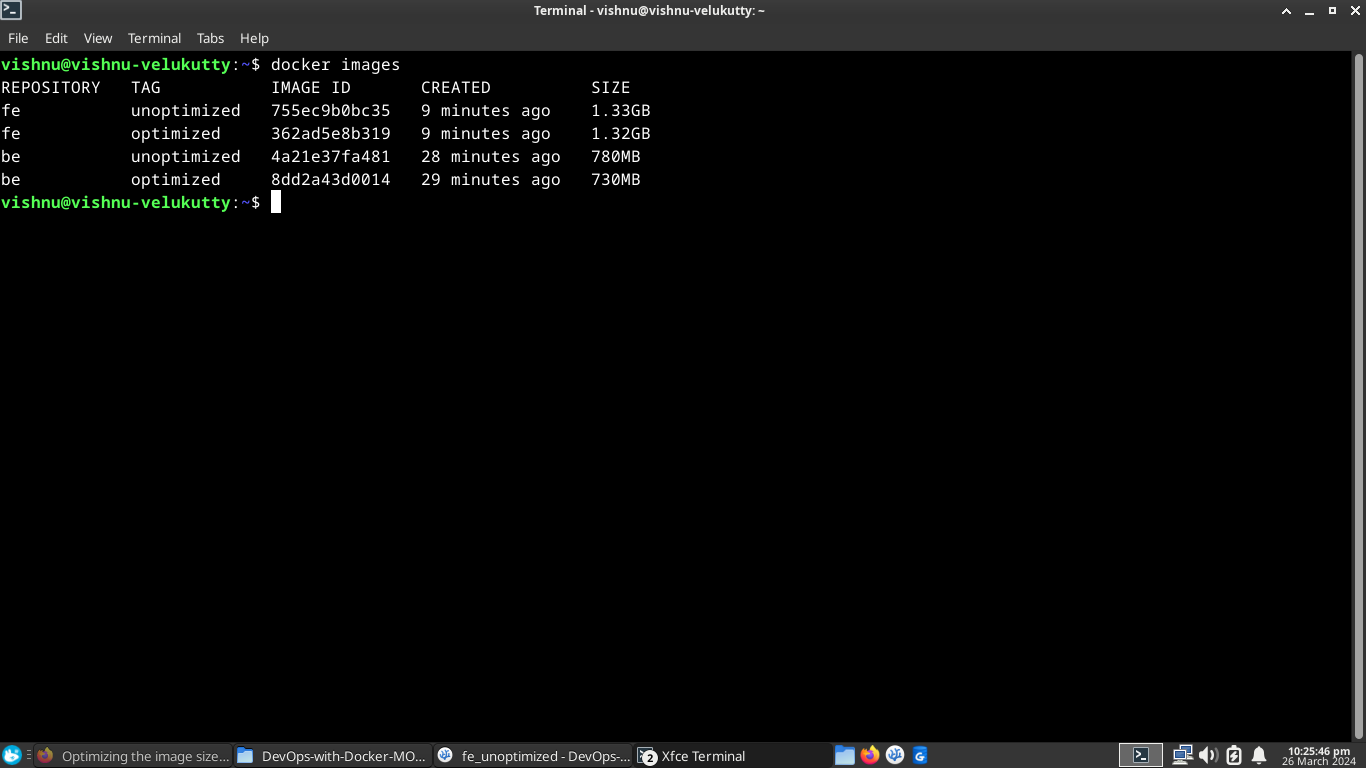 Terminal - vishnu@vishnu-velukutty: ~
File Edit View Terminal Tabs Help
vishnu@vishnu-velukutty:~$ docker images
REPOSITORY TAG IMAGE ID CREATED SIZE
fe unoptimized 755ec9b0bc35 9 minutes ago 1.33GB
fe optimized 362ad5e8b319 9 minutes ago 1.32GB
be unoptimized 4a21e37fa481 28 minutes ago 780MB
be optimized 8dd2a43d0014 29 minutes ago 730MB
vishnu@vishnu-velukutty:~$
Optimizing the image size... DevOps-with-Docker-MO... fe_unoptimized - DevOps-... 2 Xfce Terminal 10:25:46 pm
26 March 2024